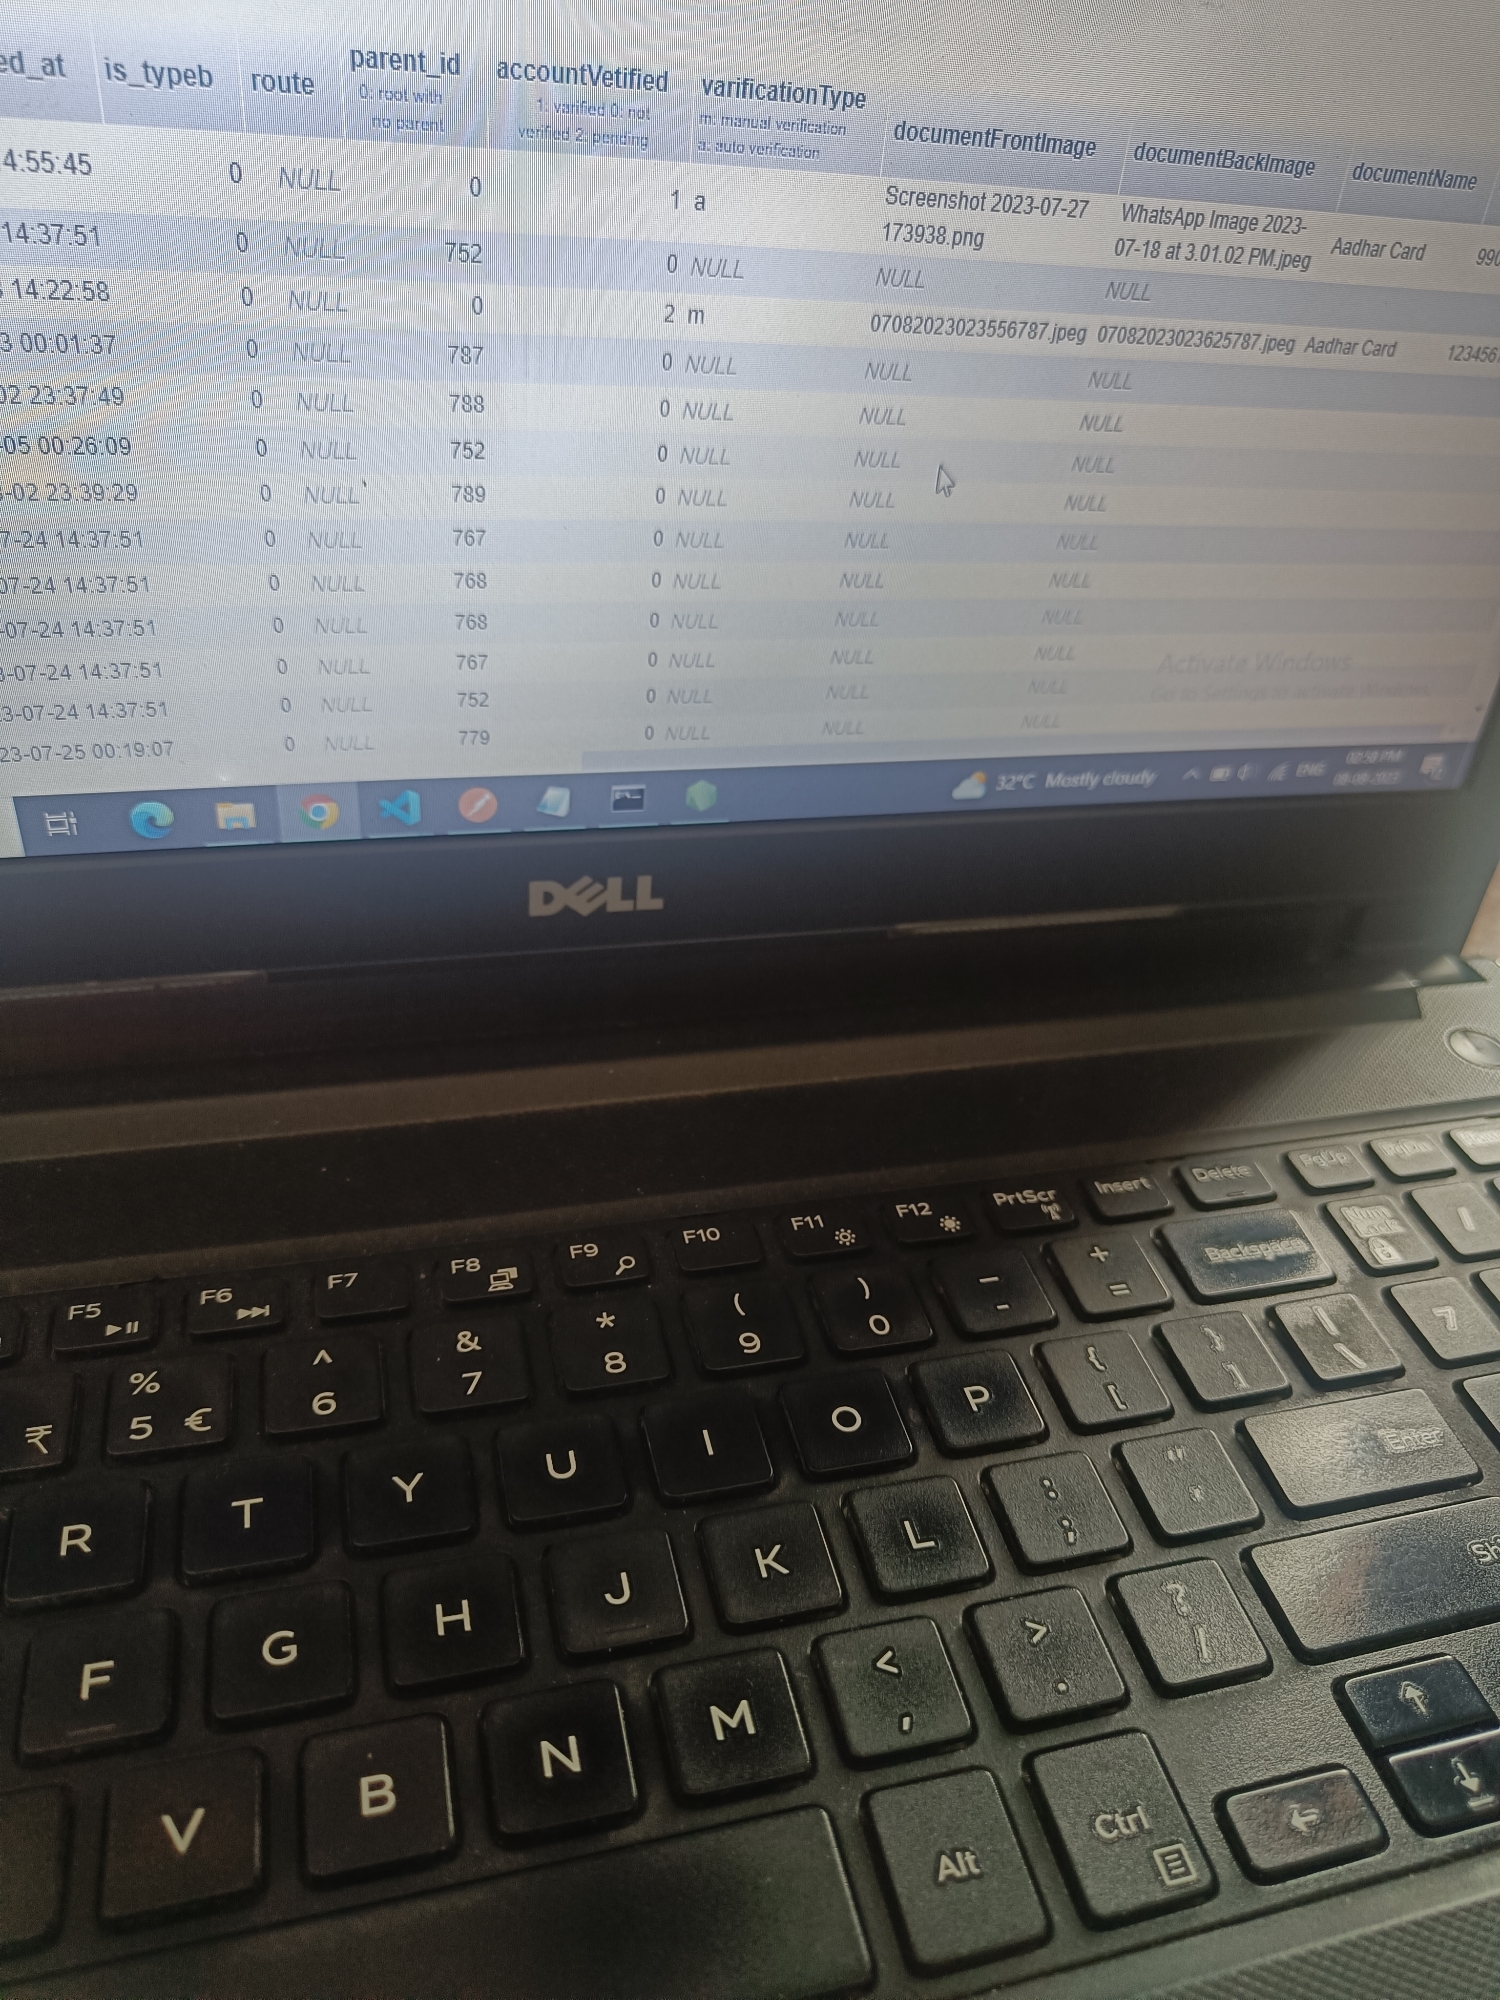 ed_at is_typeb route parent_id accountVetified varificationType documentFrontImage documentBackImage documentName
0: root with no parent
1: varified 0: not verified 2: pending
m: manual verification a: auto verification
4:55:45 0 NULL 0 1 a Screenshot 2023-07-27 173938.png WhatsApp Image 2023-07-18 at 3.01.02 PM.jpeg Aadhar Card 990
14:37:51 0 NULL 752 0 NULL NULL NULL
14:22:58 0 NULL 0 2 m 07082023023556787.jpeg 07082023023625787.jpeg Aadhar Card 1234567
3 00:01:37 0 NULL 787 0 NULL NULL NULL
02 23:37:49 0 NULL 788 0 NULL NULL NULL
-05 00:26:09 0 NULL 752 0 NULL NULL NULL
-02 23:39:29 0 NULL 789 0 NULL NULL NULL
7-24 14:37:51 0 NULL 767 0 NULL NULL NULL
07-24 14:37:51 0 NULL 768 0 NULL NULL NULL
-07-24 14:37:51 0 NULL 768 0 NULL NULL NULL
3-07-24 14:37:51 0 NULL 767 0 NULL NULL NULL
3-07-24 14:37:51 0 NULL 752 0 NULL NULL NULL
23-07-25 00:19:07 0 NULL 779 0 NULL NULL NULL
Activate Windows
Go to Settings to activate Windows.
32°C Mostly cloudy ENG 02:50 PM
DELL
F5 F6 F7 F8 F9 F10 F11 F12 PrtScr Insert Delete PgUp
₹ % 5 € ^ 6 & 7 * 8 ( 9 ) 0 _ - + = Backspace Num Lock
R T Y U I O P { [ } ] | \ 7
F G H J K L : ; " ' Enter
V B N M < , > . ? / Sh
Alt Ctrl